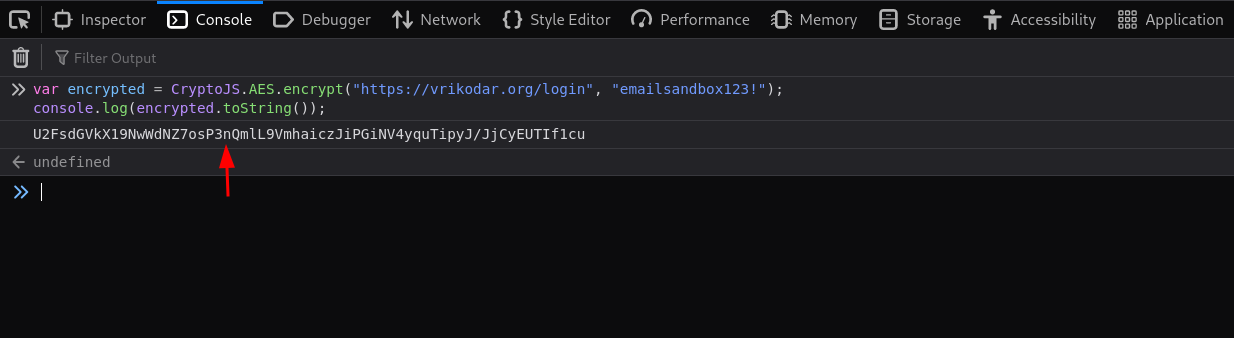 Inspector Console Debugger Network Style Editor Performance Memory Storage Accessibility Application
Filter Output
var encrypted = CryptoJS.AES.encrypt("https://vrikodar.org/login", "emailsandbox123!");
console.log(encrypted.toString());
U2FsdGVkX19NwWdNZ7osP3nQmlL9VmhaiczJiPGiNV4yquTipyJ/JjCyEUTIf1cu
undefined